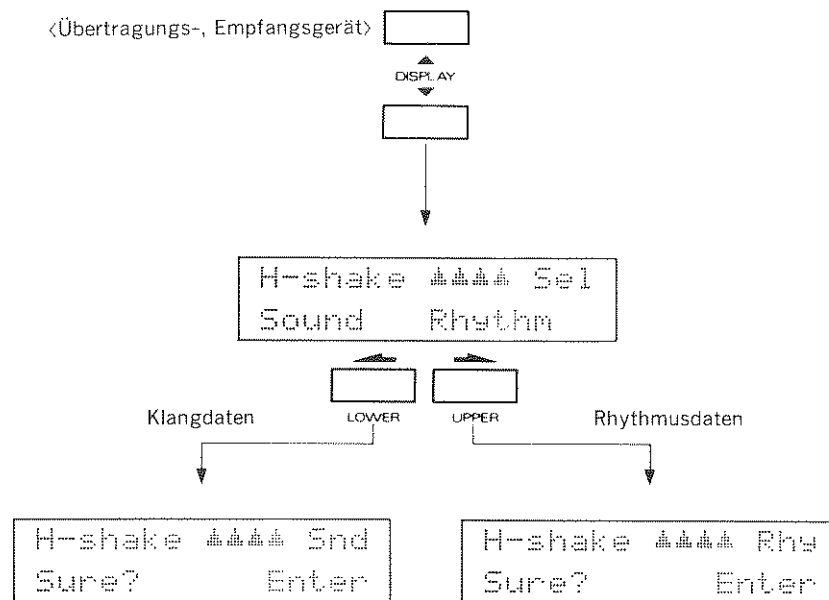 〈Übertragungs-, Empfangsgerät〉
DISPLAY
H-shake Sel
Sound Rhythm
LOWER UPPER
Klangdaten Rhythmusdaten
H-shake Snd
Sure? Enter
H-shake Rhy
Sure? Enter